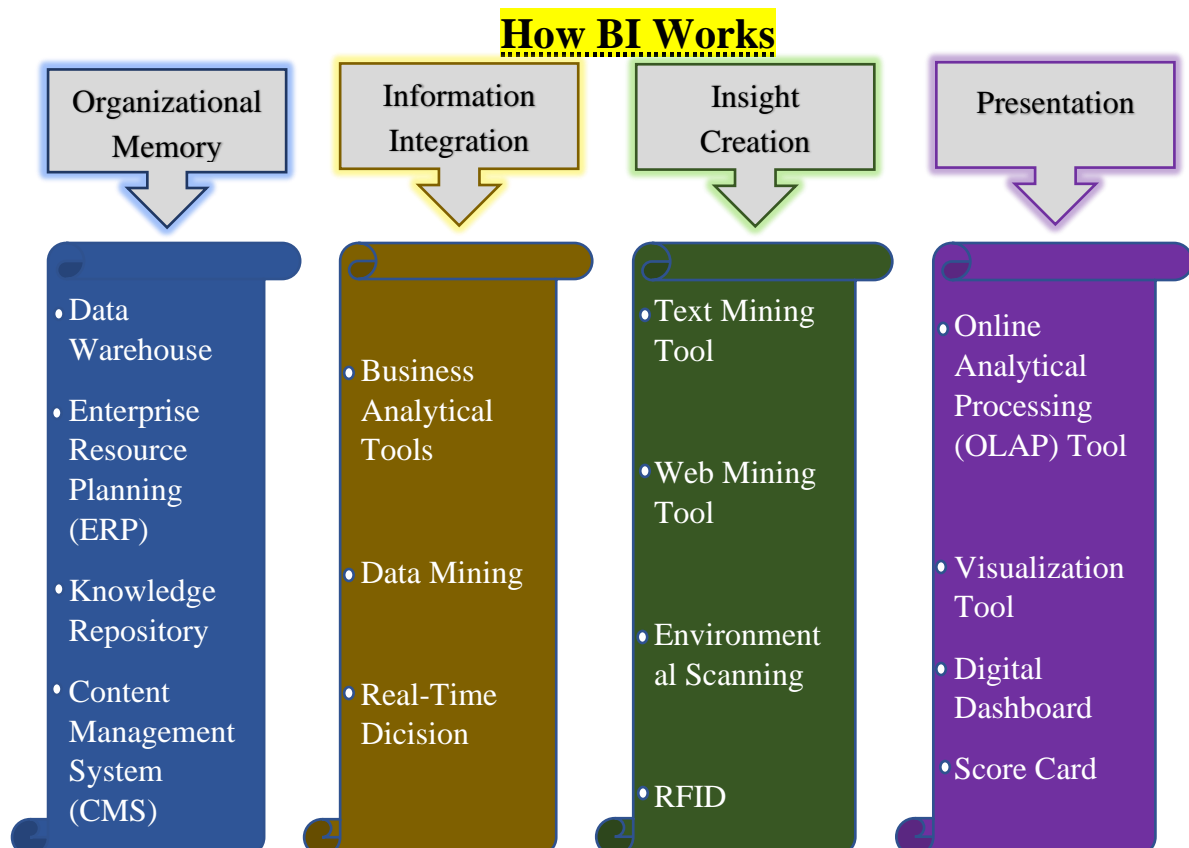 How BI Works
Organizational
Memory
Information
Integration
Insight
Creation
Presentation
Data
Warehouse
Enterprise
Resource
Planning
(ERP)
Knowledge
Repository
Content
Management
System
(CMS)
Business
Analytical
Tools
Data Mining
Real-Time
Dicision
Text Mining
Tool
Web Mining
Tool
Environment
al Scanning
RFID
Online
Analytical
Processing
(OLAP) Tool
Visualization
Tool
Digital
Dashboard
Score Card